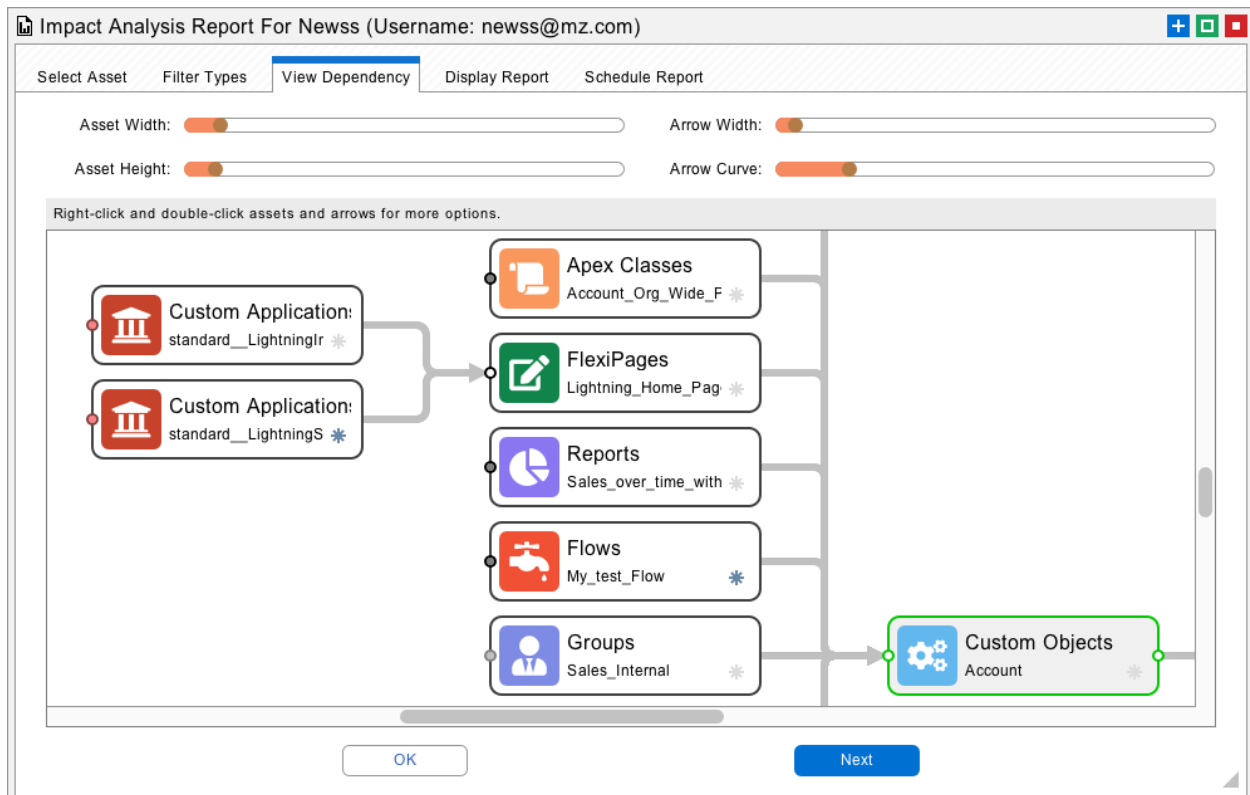 Impact Analysis Report For Newss (Username: newss@mz.com)
Select Asset Filter Types View Dependency Display Report Schedule Report
Asset Width: Arrow Width:
Asset Height: Arrow Curve:
Right-click and double-click assets and arrows for more options.
Apex Classes
Account_Org_Wide_F
Custom Applications
standard__LightningIr
FlexiPages
Lightning_Home_Pag
Custom Applications
standard__LightningS
Reports
Sales_over_time_with
Flows
My_test_Flow
Groups
Sales_Internal
Custom Objects
Account
OK Next